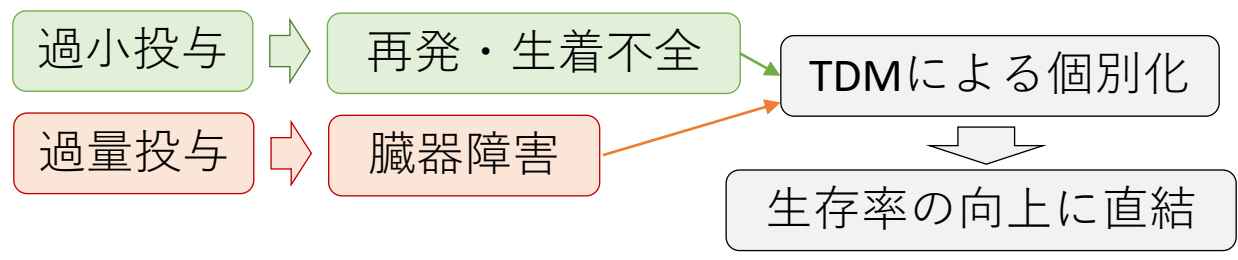 過小投与
再発・生着不全
TDMによる個別化
過量投与
臓器障害
生存率の向上に直結